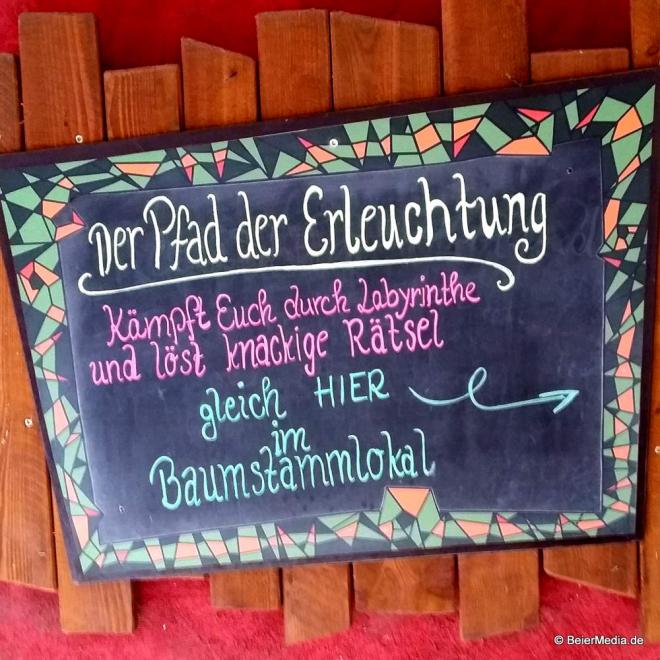 Der Pfad der Erleuchtung
Kämpft Euch durch Labyrinthe
und löst knackige Rätsel
gleich HIER
im
Baumstammlokal
© BeierMedia.de